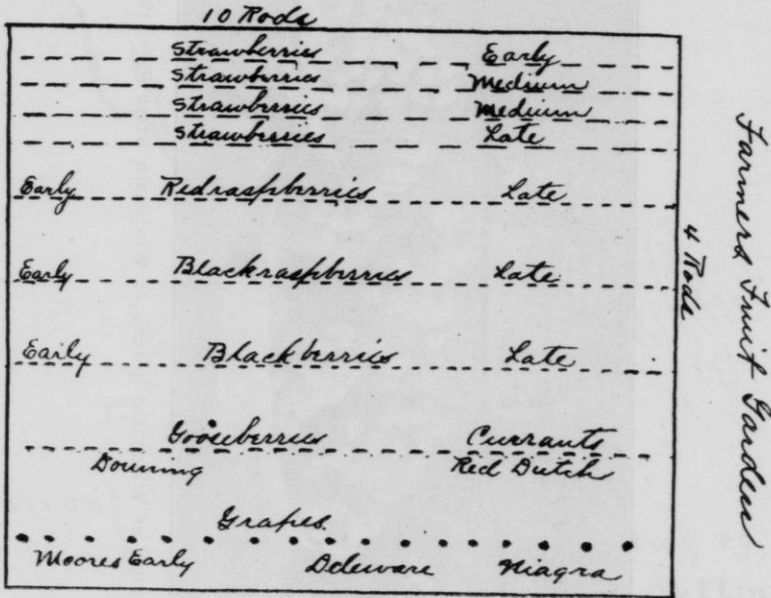 10 Rods
Strawberries Early
Strawberries Medium
Strawberries Medium
Strawberries Late
Early Redraspberries Late
Early Blackraspberries Late
Early Blackberries Late
Gooseberries Currants
Downing Red Dutch
Grapes.
Moores Early Deleware Niagra
4 Rods
Farmers Fruit Garden